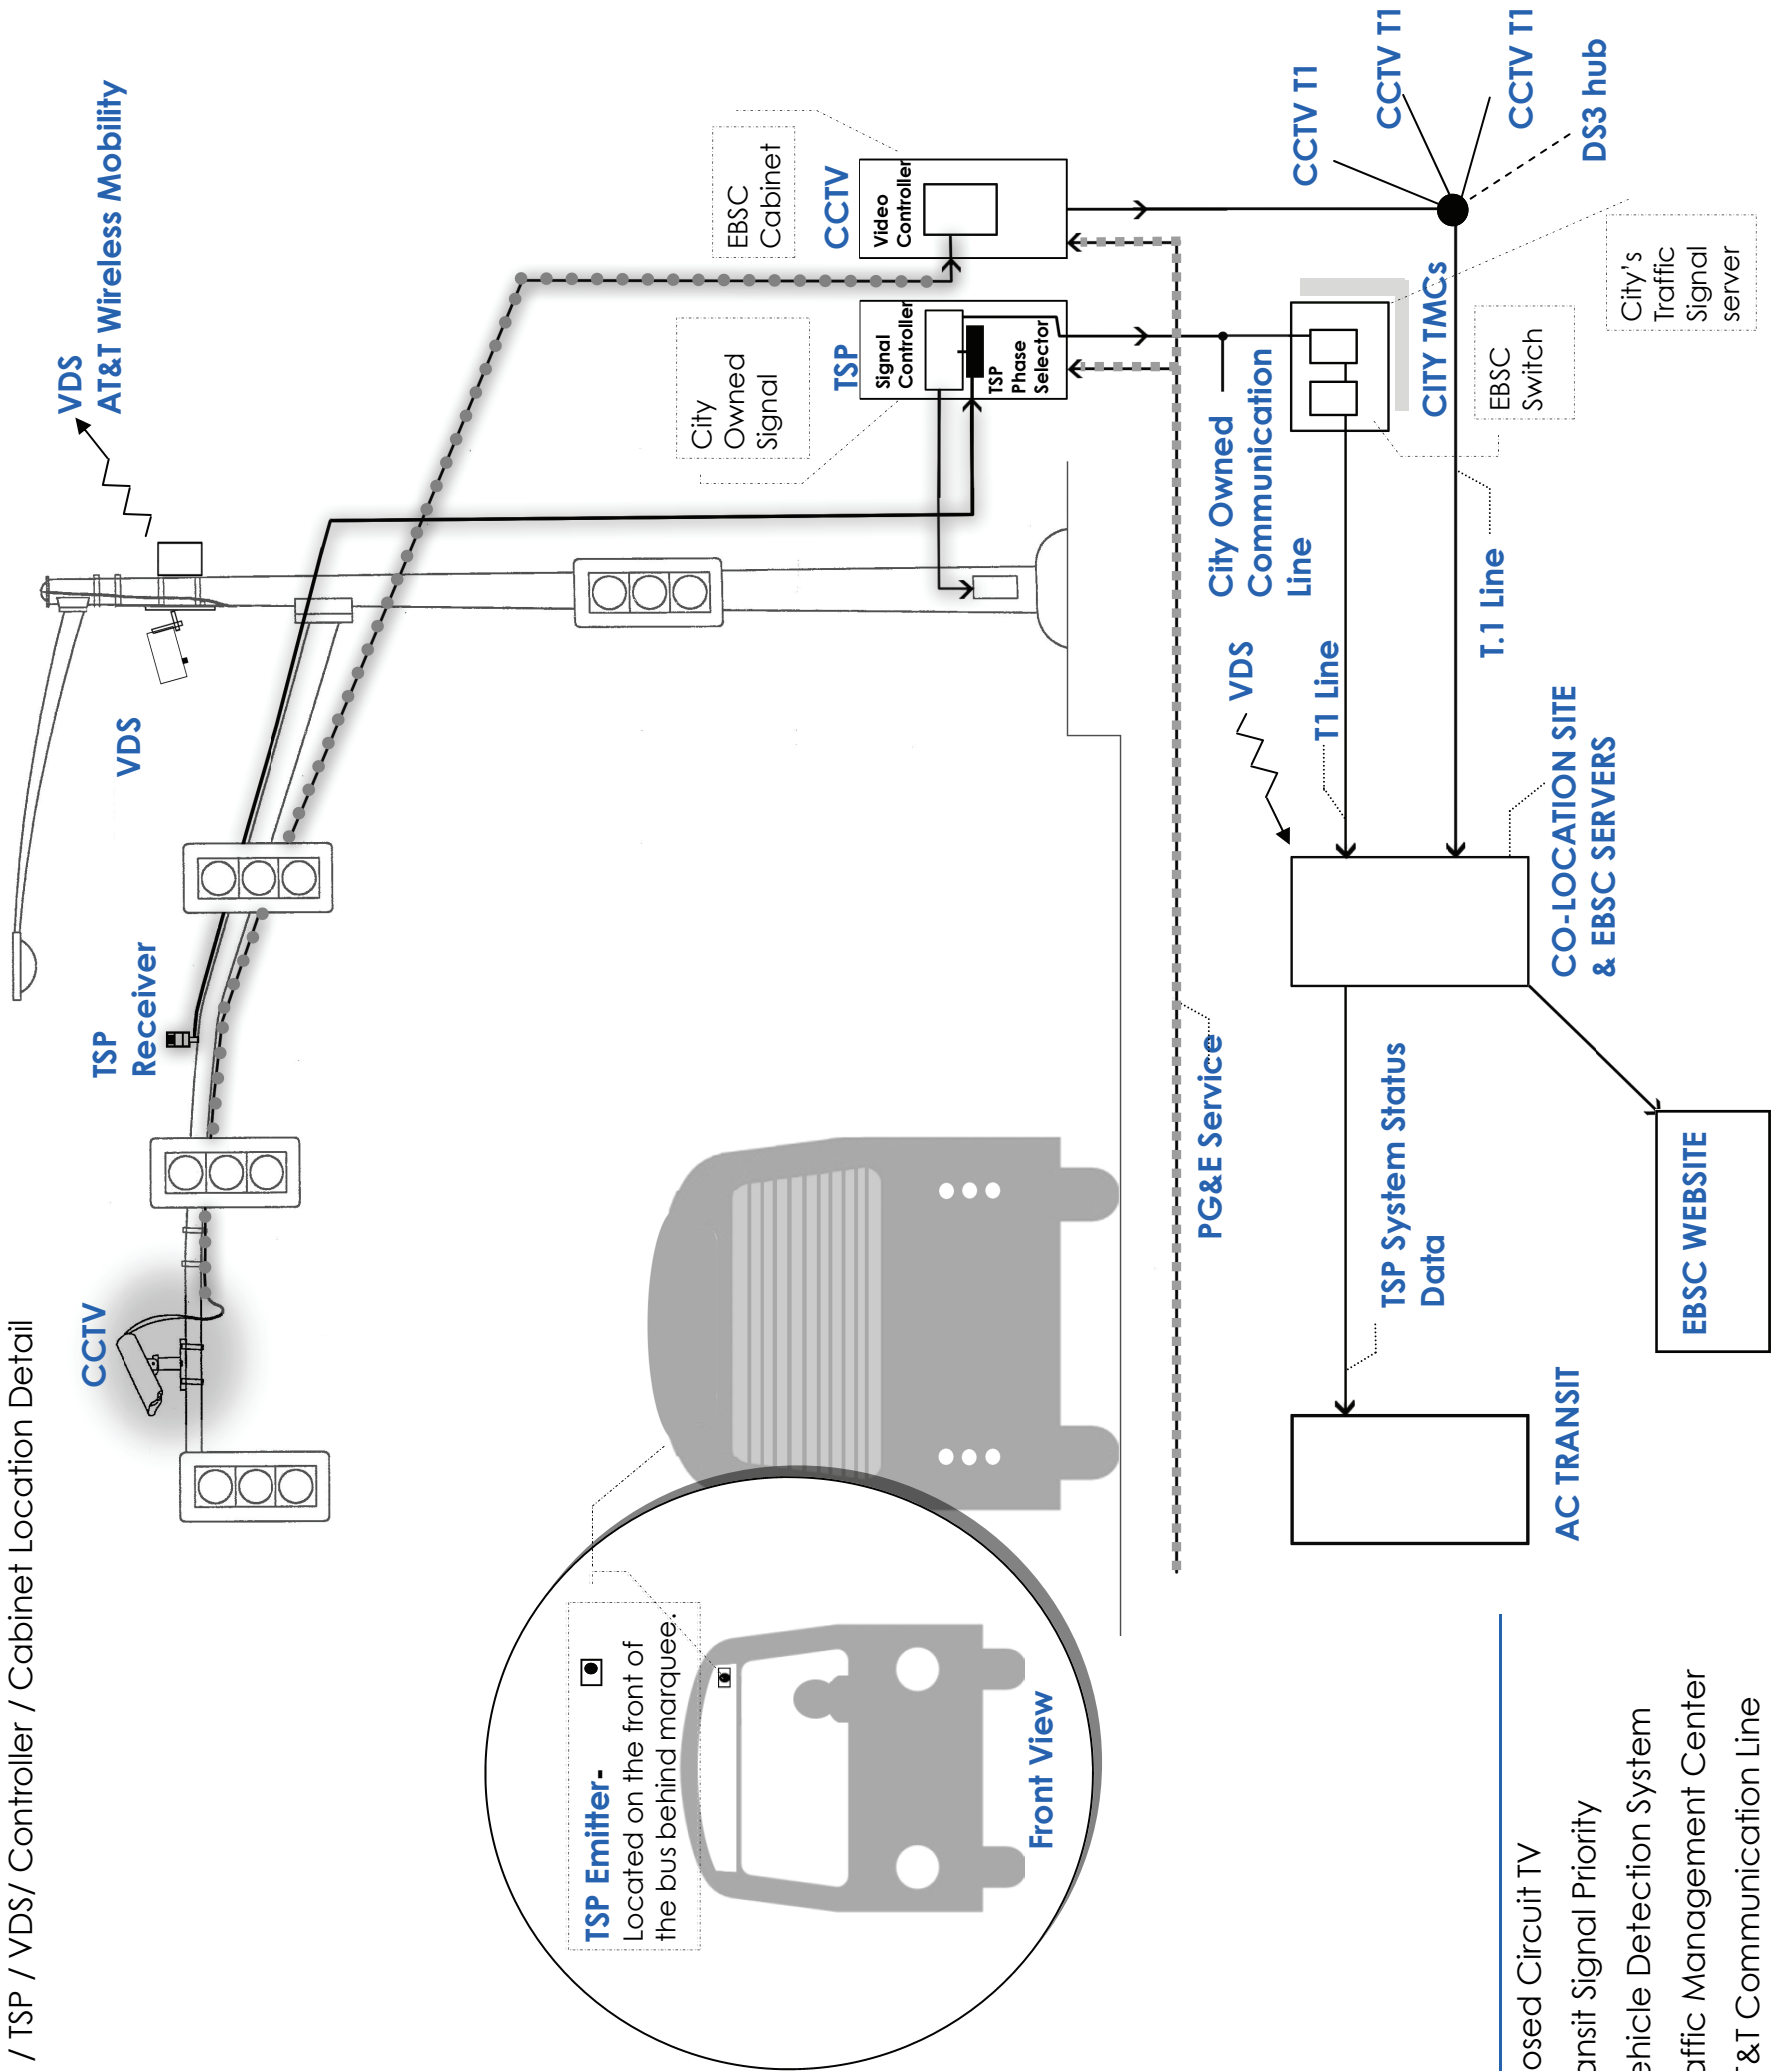 / TSP / VDS/ Controller / Cabinet Location Detail
CCTV
TSP
Receiver
VDS
VDS
AT&T Wireless Mobility
TSP Emitter-
Located on the front of
the bus behind marquee.
Front View
City
Owned
Signal
EBSC
Cabinet
TSP
Signal
Controller
TSP
Phase
Selector
CCTV
Video
Controller
PG&E Service
City Owned
Communication
Line
VDS
T1 Line
CITY TMCs
EBSC
Switch
City's
Traffic
Signal
server
T.1 Line
CCTV T1
CCTV T1
CCTV T1
DS3 hub
CO-LOCATION SITE
& EBSC SERVERS
TSP System Status
Data
AC TRANSIT
EBSC WEBSITE
osed Circuit TV
ansit Signal Priority
ehicle Detection System
affic Management Center
T&T Communication Line